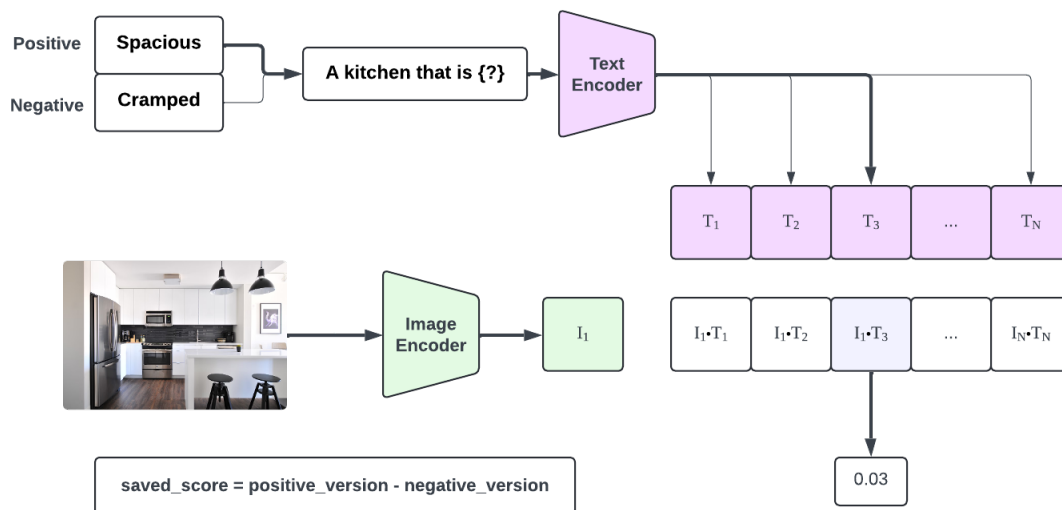 Positive
Spacious
Negative
Cramped
A kitchen that is {?}
Text
Encoder
T₁ T₂ T₃ ... T_N
Image
Encoder
I₁
I₁•T₁ I₁•T₂ I₁•T₃ ... I_N•T_N
0.03
saved_score = positive_version - negative_version